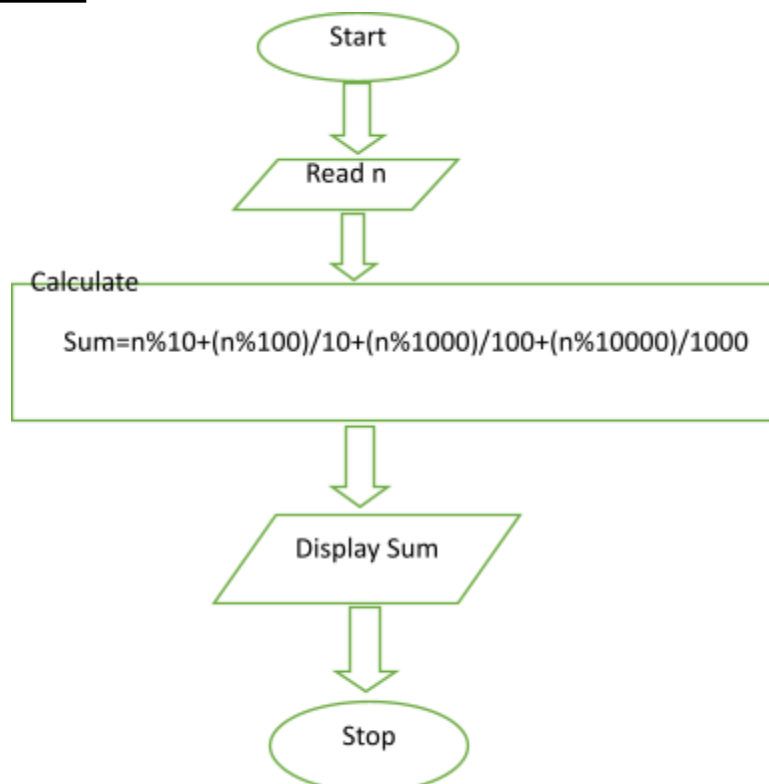 Start
Read n
Calculate
Sum=n%10+(n%100)/10+(n%1000)/100+(n%10000)/1000
Display Sum
Stop